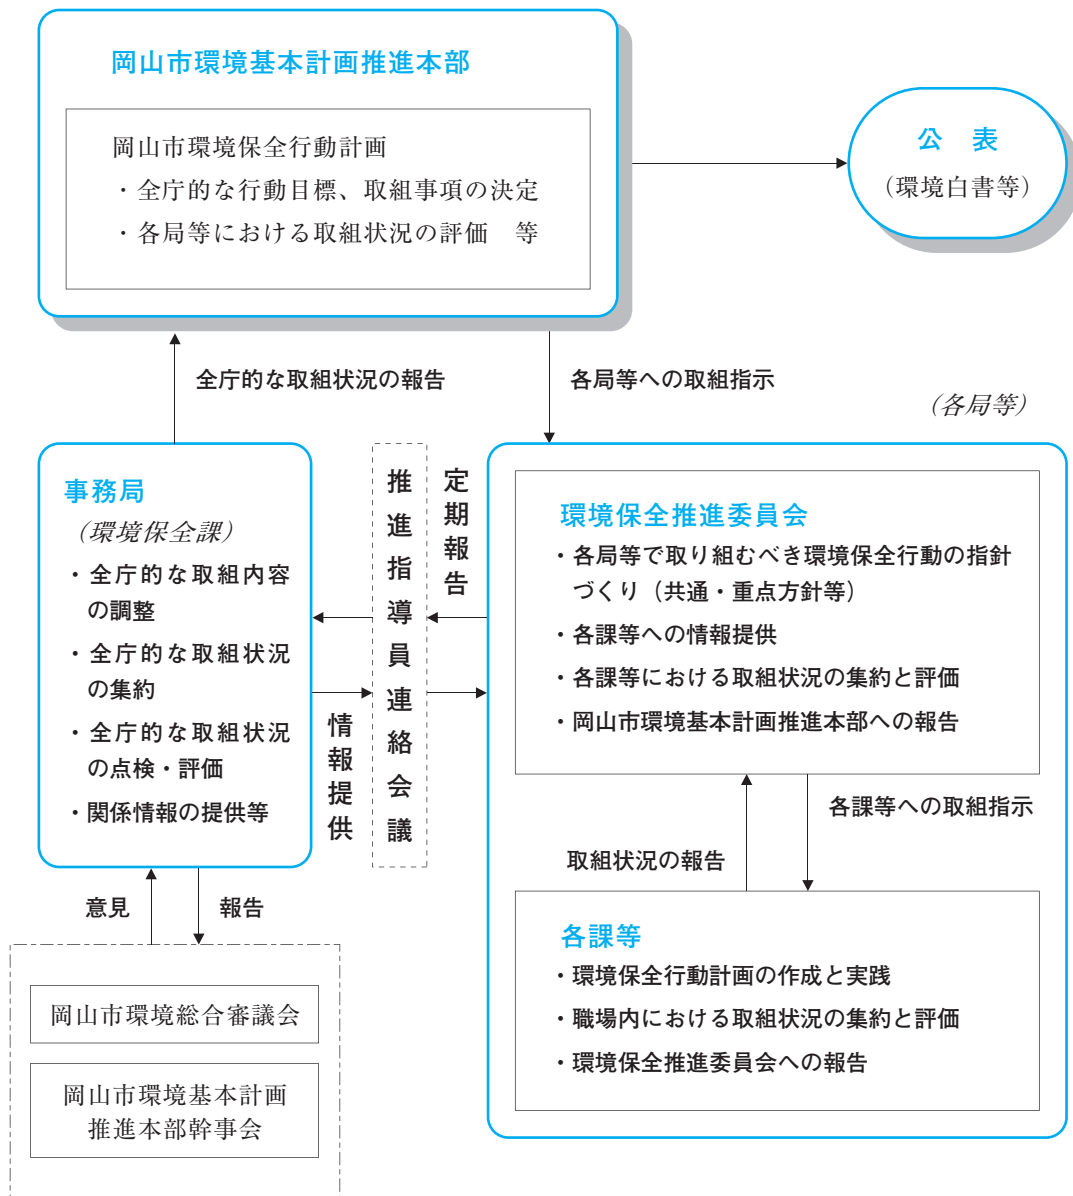 岡山市環境基本計画推進本部
岡山市環境保全行動計画
・全庁的な行動目標、取組事項の決定
・各局等における取組状況の評価　等
公　表
（環境白書等）
全庁的な取組状況の報告
各局等への取組指示
（各局等）
事務局
（環境保全課）
・全庁的な取組内容
の調整
・全庁的な取組状況
の集約
・全庁的な取組状況
の点検・評価
・関係情報の提供等
情報提供
推進指導員連絡会議
定期報告
環境保全推進委員会
・各局等で取り組むべき環境保全行動の指針
づくり（共通・重点方針等）
・各課等への情報提供
・各課等における取組状況の集約と評価
・岡山市環境基本計画推進本部への報告
各課等への取組指示
取組状況の報告
各課等
・環境保全行動計画の作成と実践
・職場内における取組状況の集約と評価
・環境保全推進委員会への報告
意見
報告
岡山市環境総合審議会
岡山市環境基本計画
推進本部幹事会